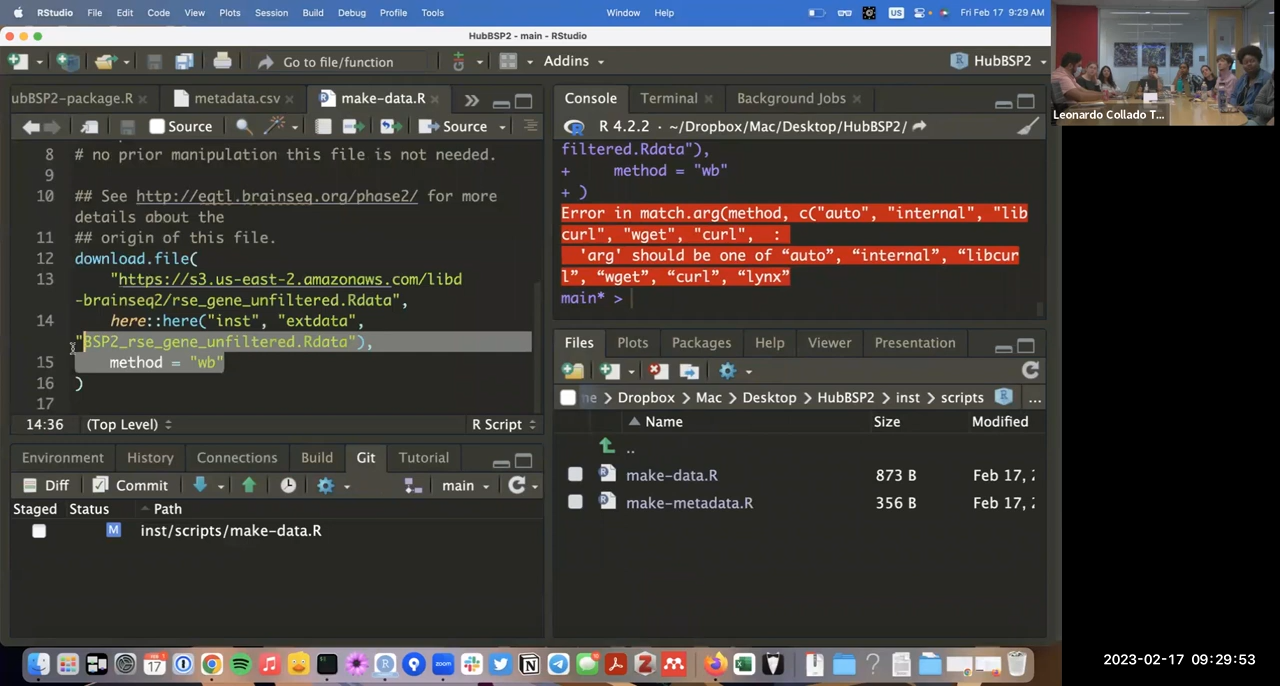 RStudio File Edit Code View Plots Session Build Debug Profile Tools Window Help US Fri Feb 17 9:29 AM
HubBSP2 - main - RStudio
Go to file/function Addins HubBSP2
ubBSP2-package.R metadata.csv make-data.R
Source Source
8 # no prior manipulation this file is not needed.
9
10 ## See http://eqtl.brainseq.org/phase2/ for more
details about the
11 ## origin of this file.
12 download.file(
13 "https://s3.us-east-2.amazonaws.com/libd
-brainseq2/rse_gene_unfiltered.Rdata",
14 here::here("inst", "extdata",
"BSP2_rse_gene_unfiltered.Rdata"),
15 method = "wb"
16 )
17
14:36 (Top Level) R Script
Console Terminal Background Jobs
R 4.2.2 · ~/Dropbox/Mac/Desktop/HubBSP2/
filtered.Rdata"),
+ method = "wb"
+ )
Error in match.arg(method, c("auto", "internal", "lib
curl", "wget", "curl", :
'arg' should be one of “auto”, “internal”, “libcur
l”, “wget”, “curl”, “lynx”
main* >
Environment History Connections Build Git Tutorial
Diff Commit main
Staged Status Path
M inst/scripts/make-data.R
Files Plots Packages Help Viewer Presentation
ne > Dropbox > Mac > Desktop > HubBSP2 > inst > scripts ...
Name Size Modified
..
make-data.R 873 B Feb 17, 2
make-metadata.R 356 B Feb 17, 2
Leonardo Collado T...
17
zoom
2023-02-17 09:29:53